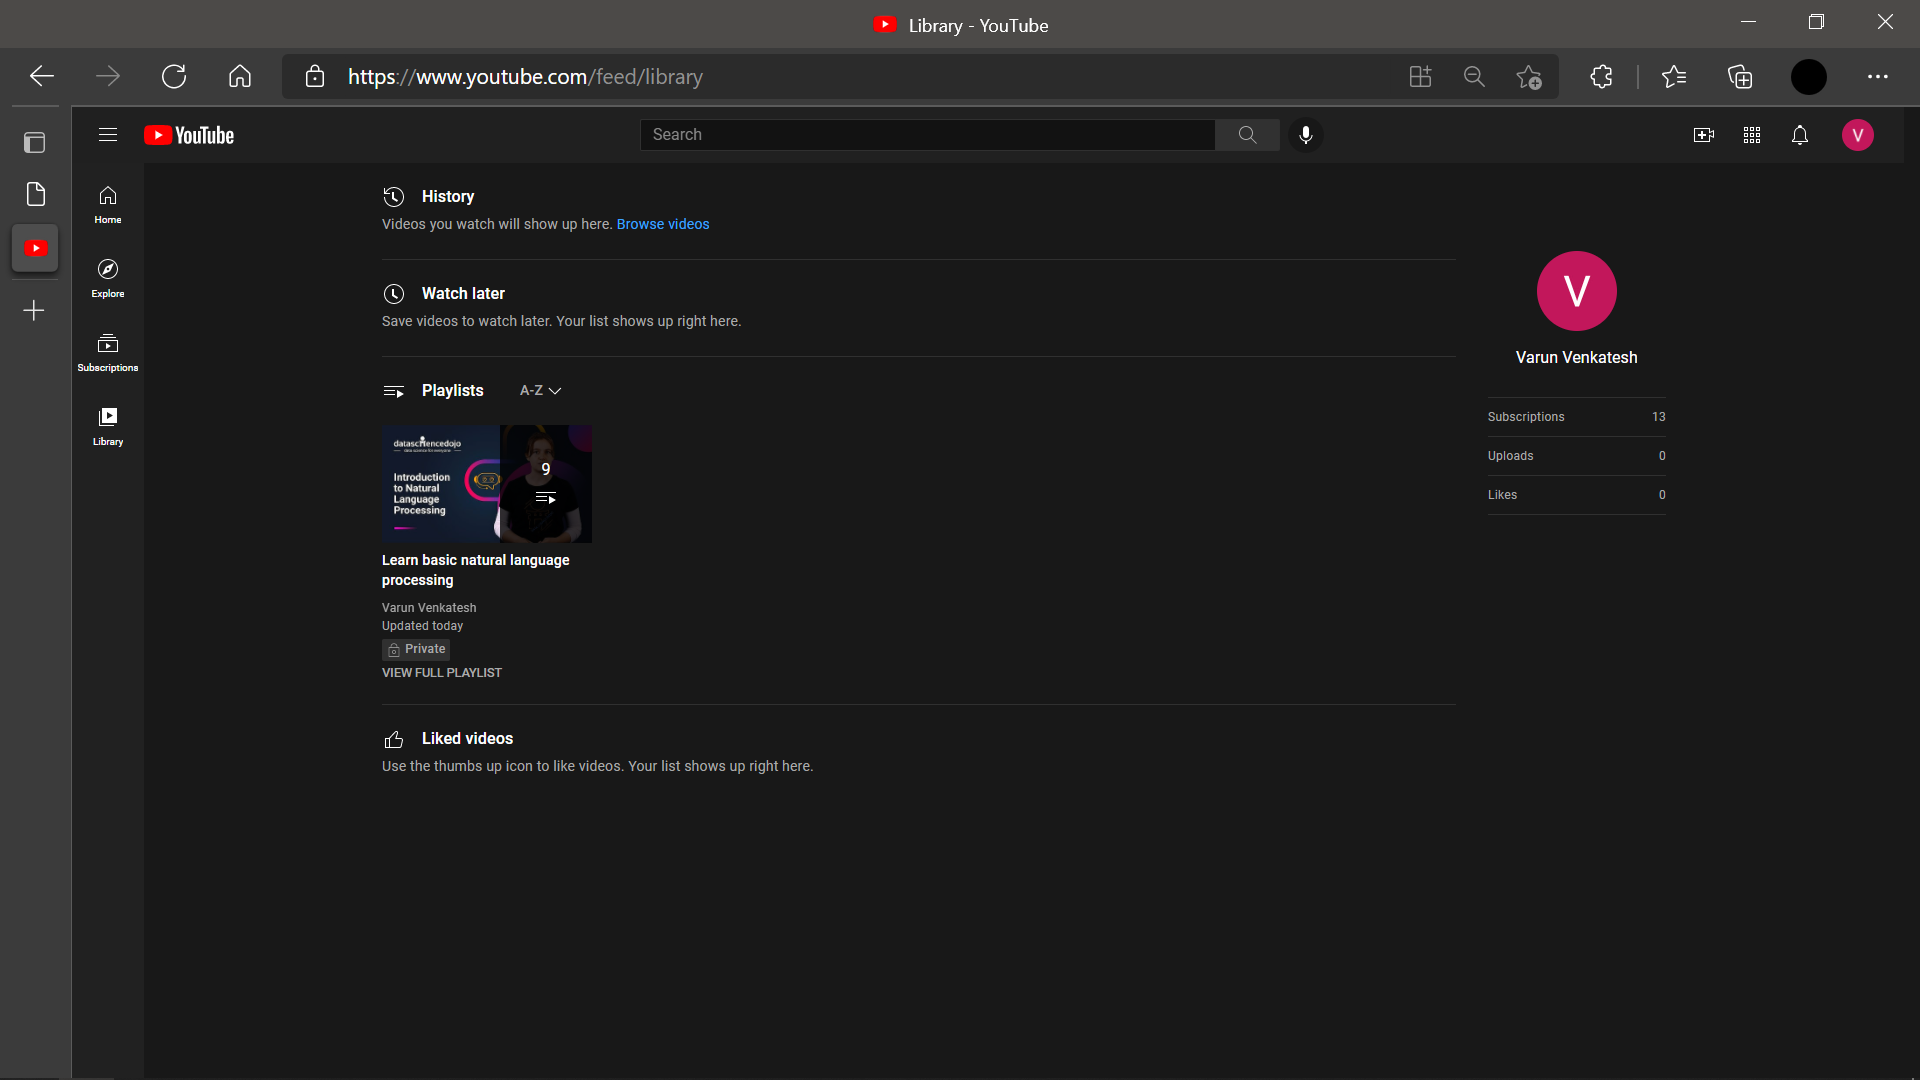 Library - YouTube
https://www.youtube.com/feed/library
YouTube
Search
V
Home
Explore
Subscriptions
Library
History
Videos you watch will show up here. Browse videos
Watch later
Save videos to watch later. Your list shows up right here.
Playlists A-Z
datasciencedojo
data science for everyone
Introduction
to Natural
Language
Processing
9
Learn basic natural language
processing
Varun Venkatesh
Updated today
Private
VIEW FULL PLAYLIST
Liked videos
Use the thumbs up icon to like videos. Your list shows up right here.
V
Varun Venkatesh
Subscriptions 13
Uploads 0
Likes 0